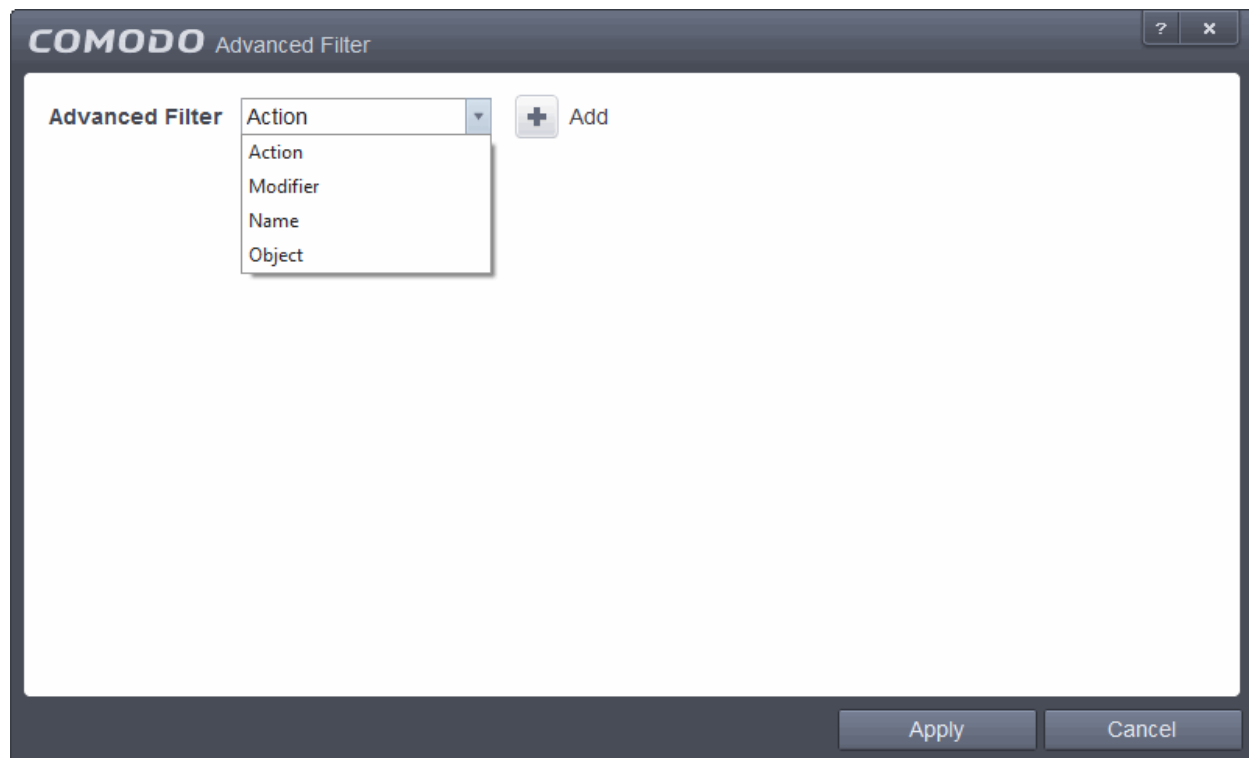 COMODO Advanced Filter ? x
Advanced Filter Action + Add
Action
Modifier
Name
Object
Apply Cancel